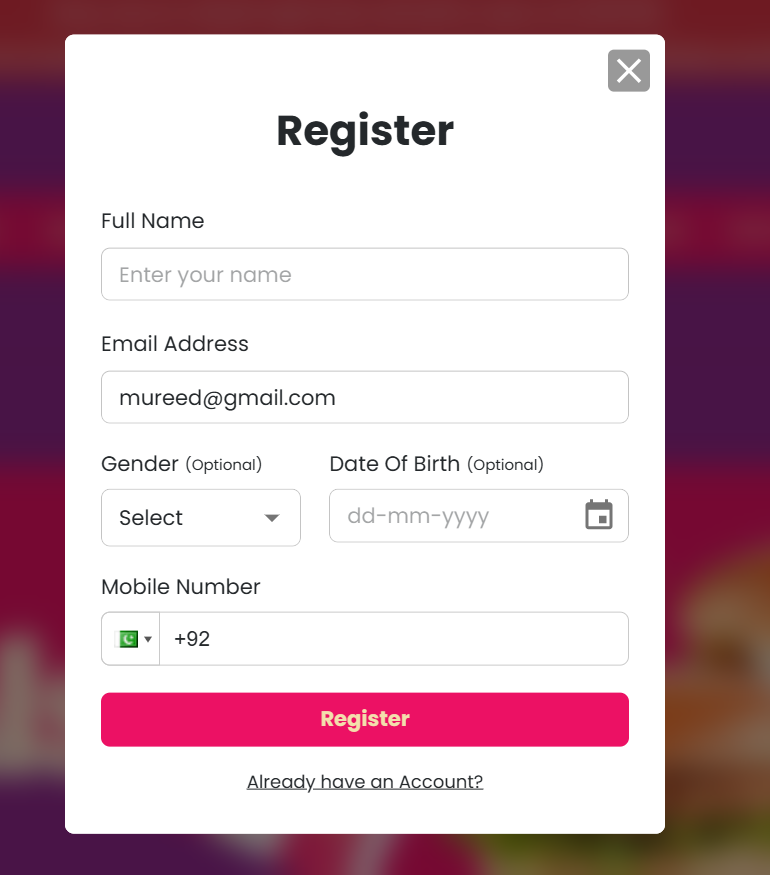 Register
Full Name
Enter your name
Email Address
mureed@gmail.com
Gender (Optional) Date Of Birth (Optional)
Select dd-mm-yyyy
Mobile Number
+92
Register
Already have an Account?